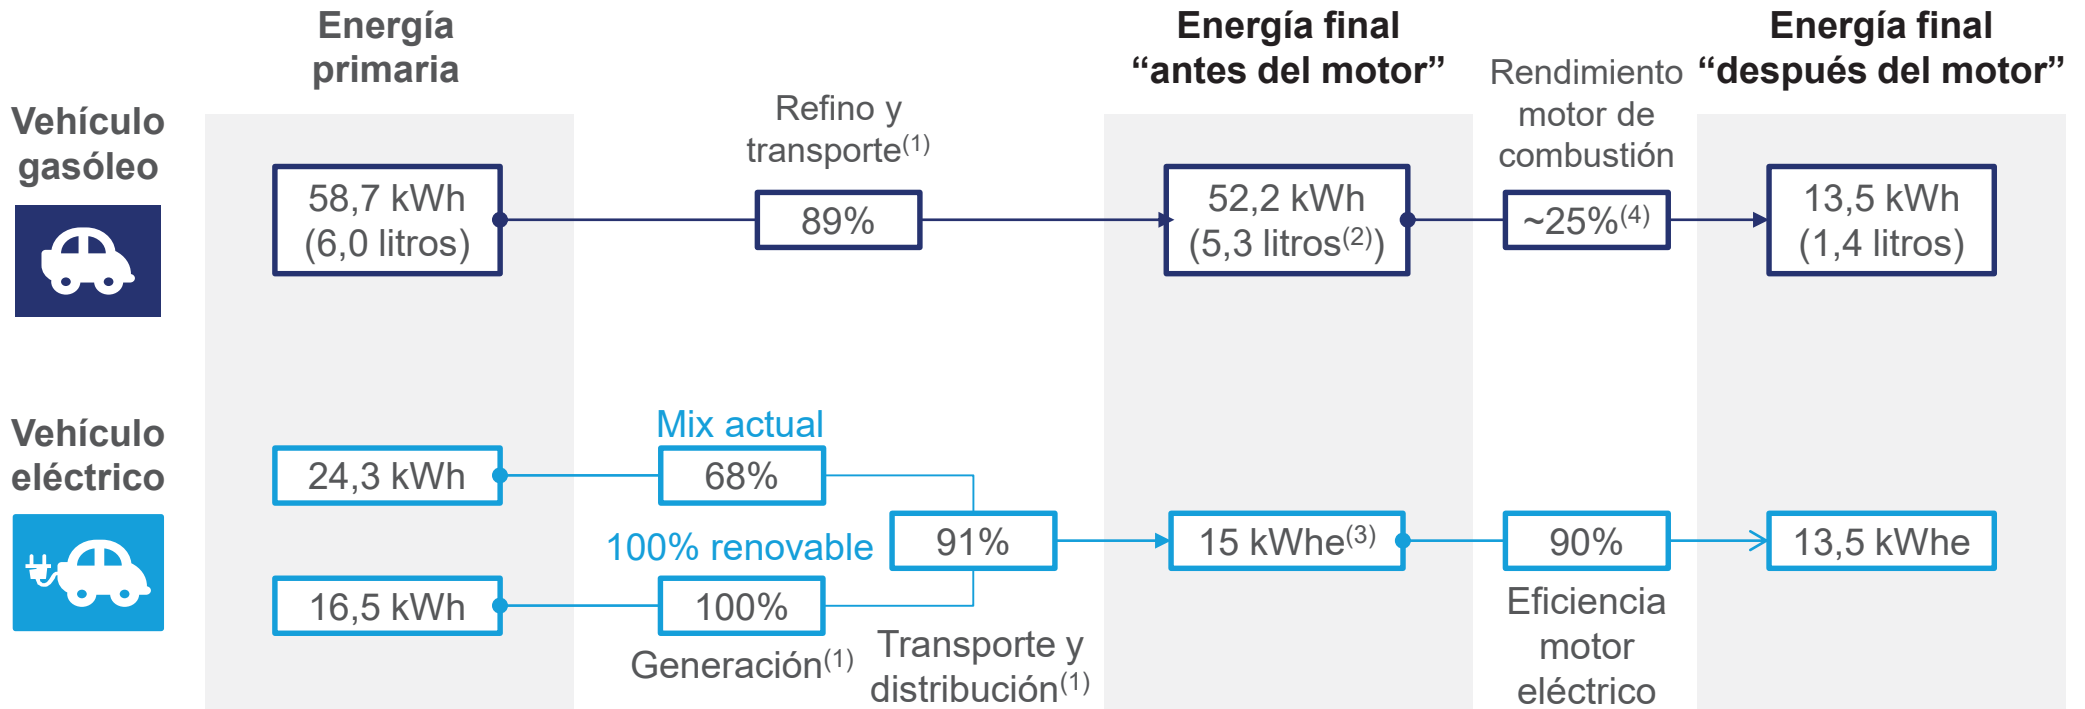 Energía
primaria
Energía final
“antes del motor”
Energía final
“después del motor”
Vehículo
gasóleo
58,7 kWh
(6,0 litros)
Refino y
transporte(1)
89%
52,2 kWh
(5,3 litros(2))
Rendimiento
motor de
combustión
~25%(4)
13,5 kWh
(1,4 litros)
Vehículo
eléctrico
24,3 kWh
Mix actual
68%
16,5 kWh
100% renovable
100%
Generación(1)
91%
Transporte y
distribución(1)
15 kWhe(3)
90%
Eficiencia
motor
eléctrico
13,5 kWhe